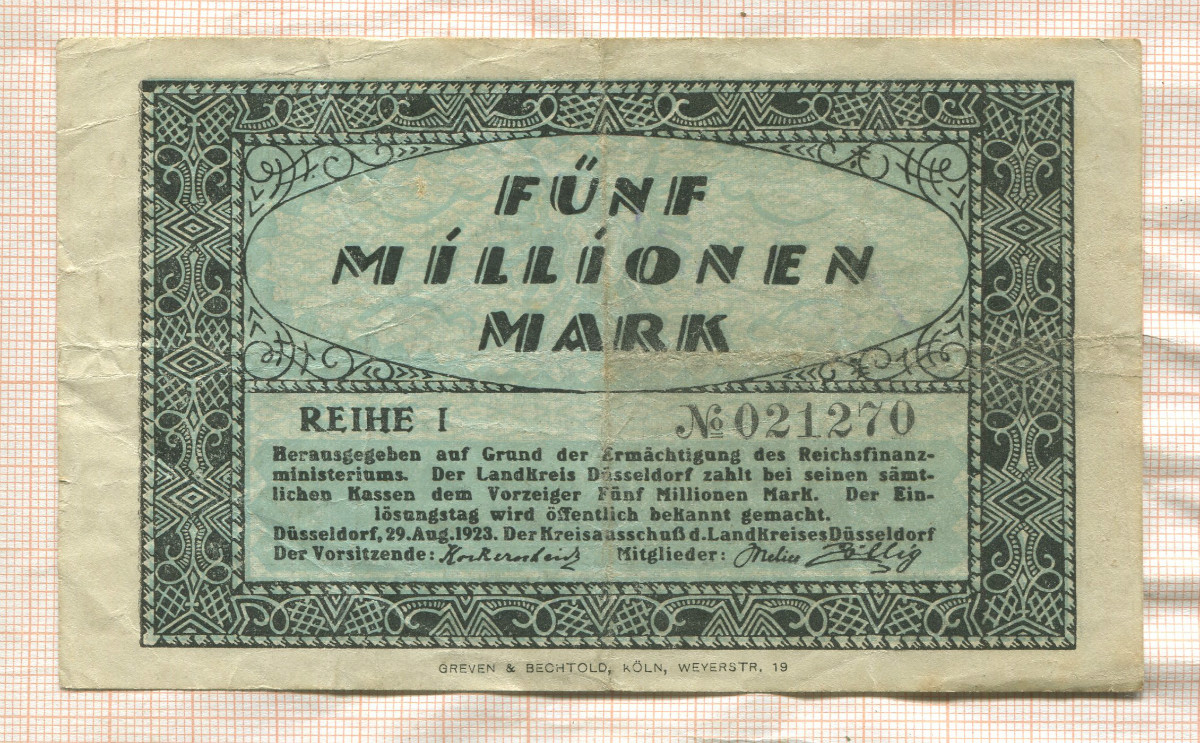 FÜNF
MILLIONEN
MARK
REIHE I № 021270
Herausgegeben auf Grund der Ermächtigung des Reichsfinanz-
ministeriums. Der Landkreis Düsseldorf zahlt bei seinen sämt-
lichen Kassen dem Vorzeiger Fünf Millionen Mark. Der Ein-
lösungstag wird öffentlich bekannt gemacht.
Düsseldorf, 29. Aug. 1923. Der Kreisausschuß d. Landkreises Düsseldorf
Der Vorsitzende: Mitglieder:
GREVEN & BECHTOLD, KÖLN, WEYERSTR. 19